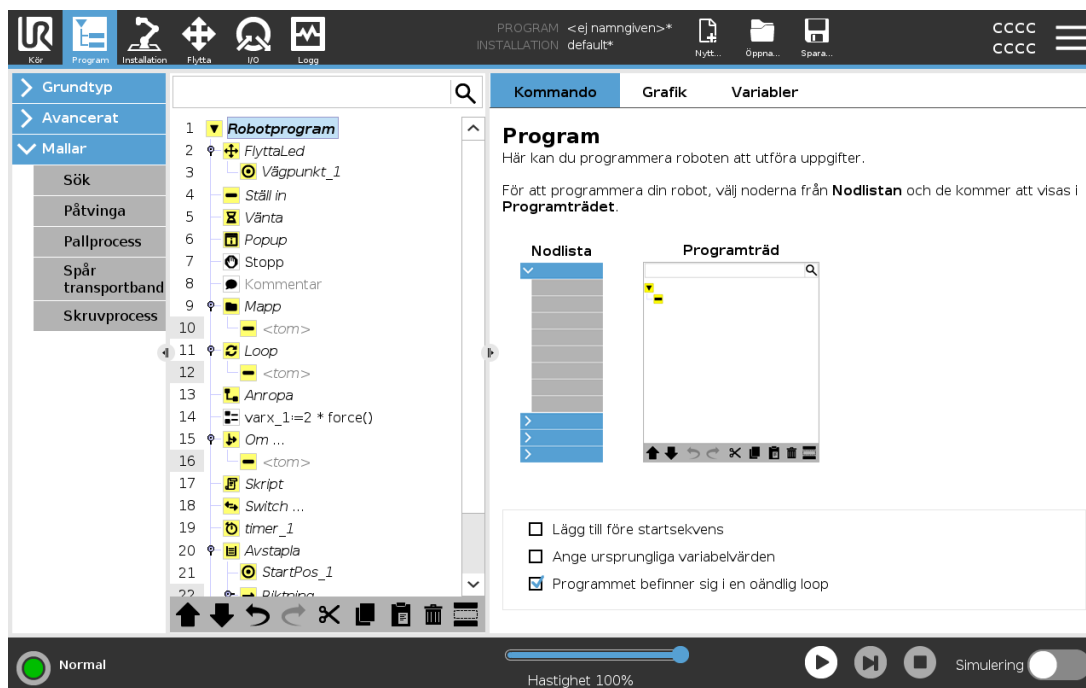 PROGRAM <ej namngiven>*
INSTALLATION default*
CCCC
CCCC
Kör
Program
Installation
Flytta
I/O
Logg
Nytt...
Öppna...
Spara...
Grundtyp
Avancerat
Mallar
Sök
Påtvinga
Pallprocess
Spår
transportband
Skruvprocess
1 Robotprogram
2 FlyttaLed
3 Vägpunkt_1
4 Ställ in
5 Vänta
6 Popup
7 Stopp
8 Kommentar
9 Mapp
10 <tom>
11 Loop
12 <tom>
13 Anropa
14 varx_1:=2 * force()
15 Om ...
16 <tom>
17 Skript
18 Switch ...
19 timer_1
20 Avstapla
21 StartPos_1
22 Riktning
Kommando
Grafik
Variabler
Program
Här kan du programmera roboten att utföra uppgifter.
För att programmera din robot, välj noderna från Nodlistan och de kommer att visas i
Programträdet.
Nodlista
Programträd
Lägg till före startsekvens
Ange ursprungliga variabelvärden
Programmet befinner sig i en oändlig loop
Normal
Hastighet 100%
Simulering